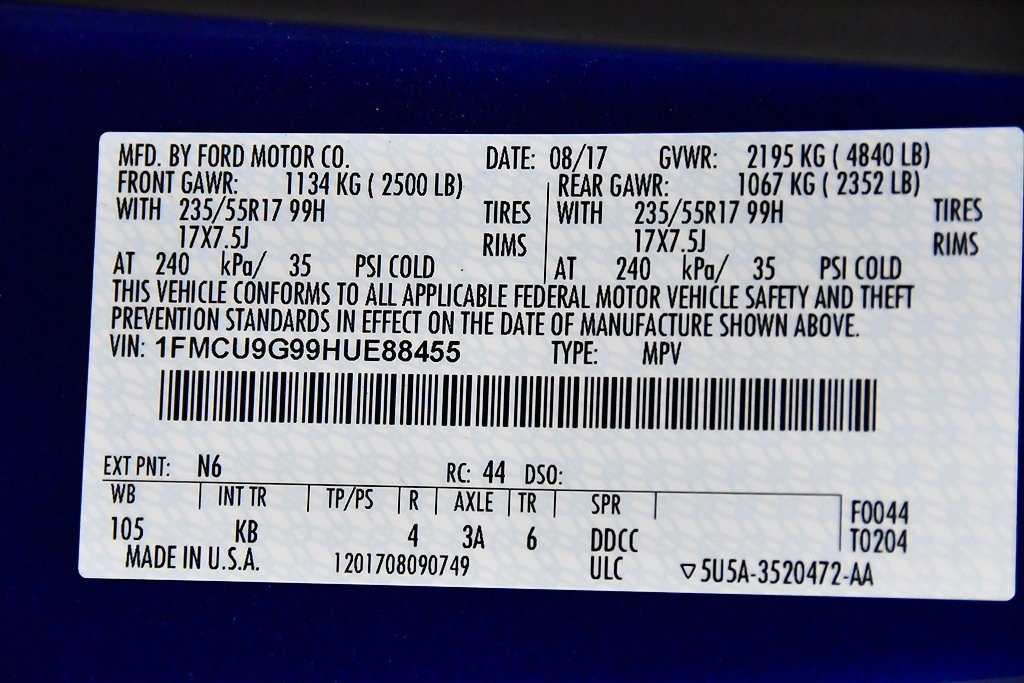 MFD. BY FORD MOTOR CO. DATE: 08/17 GVWR: 2195 KG ( 4840 LB)
FRONT GAWR: 1134 KG ( 2500 LB) REAR GAWR: 1067 KG ( 2352 LB)
WITH 235/55R17 99H TIRES WITH 235/55R17 99H TIRES
17X7.5J RIMS 17X7.5J RIMS
AT 240 kPa/ 35 PSI COLD AT 240 kPa/ 35 PSI COLD
THIS VEHICLE CONFORMS TO ALL APPLICABLE FEDERAL MOTOR VEHICLE SAFETY AND THEFT
PREVENTION STANDARDS IN EFFECT ON THE DATE OF MANUFACTURE SHOWN ABOVE.
VIN: 1FMCU9G99HUE88455 TYPE: MPV
EXT PNT: N6 RC: 44 DSO:
WB INT TR TP/PS R AXLE TR SPR F0044
105 KB 4 3A 6 DDCC T0204
MADE IN U.S.A. 1201708090749 ULC ▽5U5A-3520472-AA